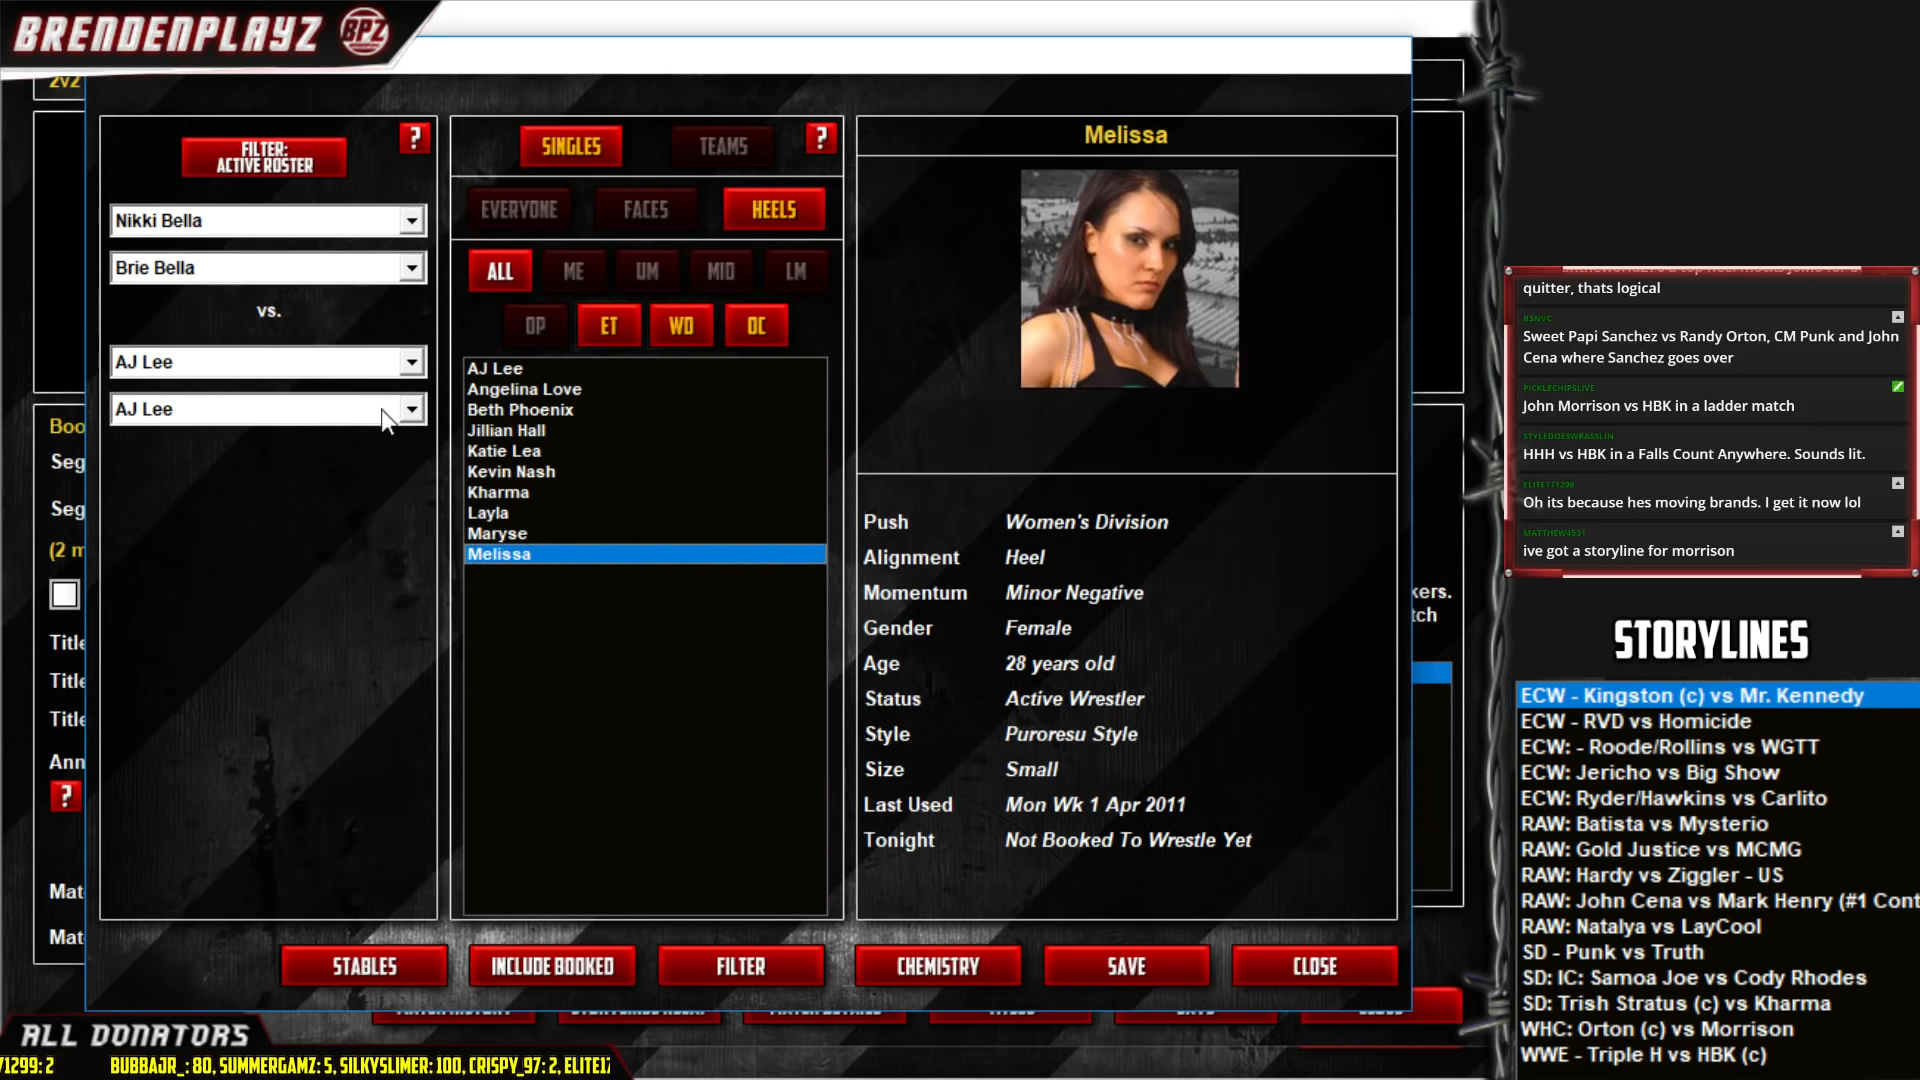 BRENDENPLAYZ BPZ
2v2
FILTER:
ACTIVE ROSTER
?
Nikki Bella
Brie Bella
vs.
AJ Lee
AJ Lee
SINGLES
TEAMS
?
EVERYONE
FACES
HEELS
ALL
ME
UM
MID
LM
OP
ET
WD
OC
AJ Lee
Angelina Love
Beth Phoenix
Jillian Hall
Katie Lea
Kevin Nash
Kharma
Layla
Maryse
Melissa
Melissa
Push Women's Division
Alignment Heel
Momentum Minor Negative
Gender Female
Age 28 years old
Status Active Wrestler
Style Puroresu Style
Size Small
Last Used Mon Wk 1 Apr 2011
Tonight Not Booked To Wrestle Yet
Boo
Seg
Seg
(2 m
Title
Title
Title
Ann
?
Mat
Mat
kers.
tch
STABLES
INCLUDE BOOKED
FILTER
CHEMISTRY
SAVE
CLOSE
quitter, thats logical
B3NVC
Sweet Papi Sanchez vs Randy Orton, CM Punk and John
Cena where Sanchez goes over
PICKLECHIPSLIVE
John Morrison vs HBK in a ladder match
STYLEDOESWRASSLIN
HHH vs HBK in a Falls Count Anywhere. Sounds lit.
ELITE171299
Oh its because hes moving brands. I get it now lol
MATTHEW4531
ive got a storyline for morrison
STORYLINES
ECW - Kingston (c) vs Mr. Kennedy
ECW - RVD vs Homicide
ECW: - Roode/Rollins vs WGTT
ECW: Jericho vs Big Show
ECW: Ryder/Hawkins vs Carlito
RAW: Batista vs Mysterio
RAW: Gold Justice vs MCMG
RAW: Hardy vs Ziggler - US
RAW: John Cena vs Mark Henry (#1 Cont
RAW: Natalya vs LayCool
SD - Punk vs Truth
SD: IC: Samoa Joe vs Cody Rhodes
SD: Trish Stratus (c) vs Kharma
WHC: Orton (c) vs Morrison
WWE - Triple H vs HBK (c)
ALL DONATORS
71299: 2 BUBBAJR_: 80, SUMMERGAMZ: 5, SILKYSLIMER: 100, CRISPY_97: 2, ELITE17